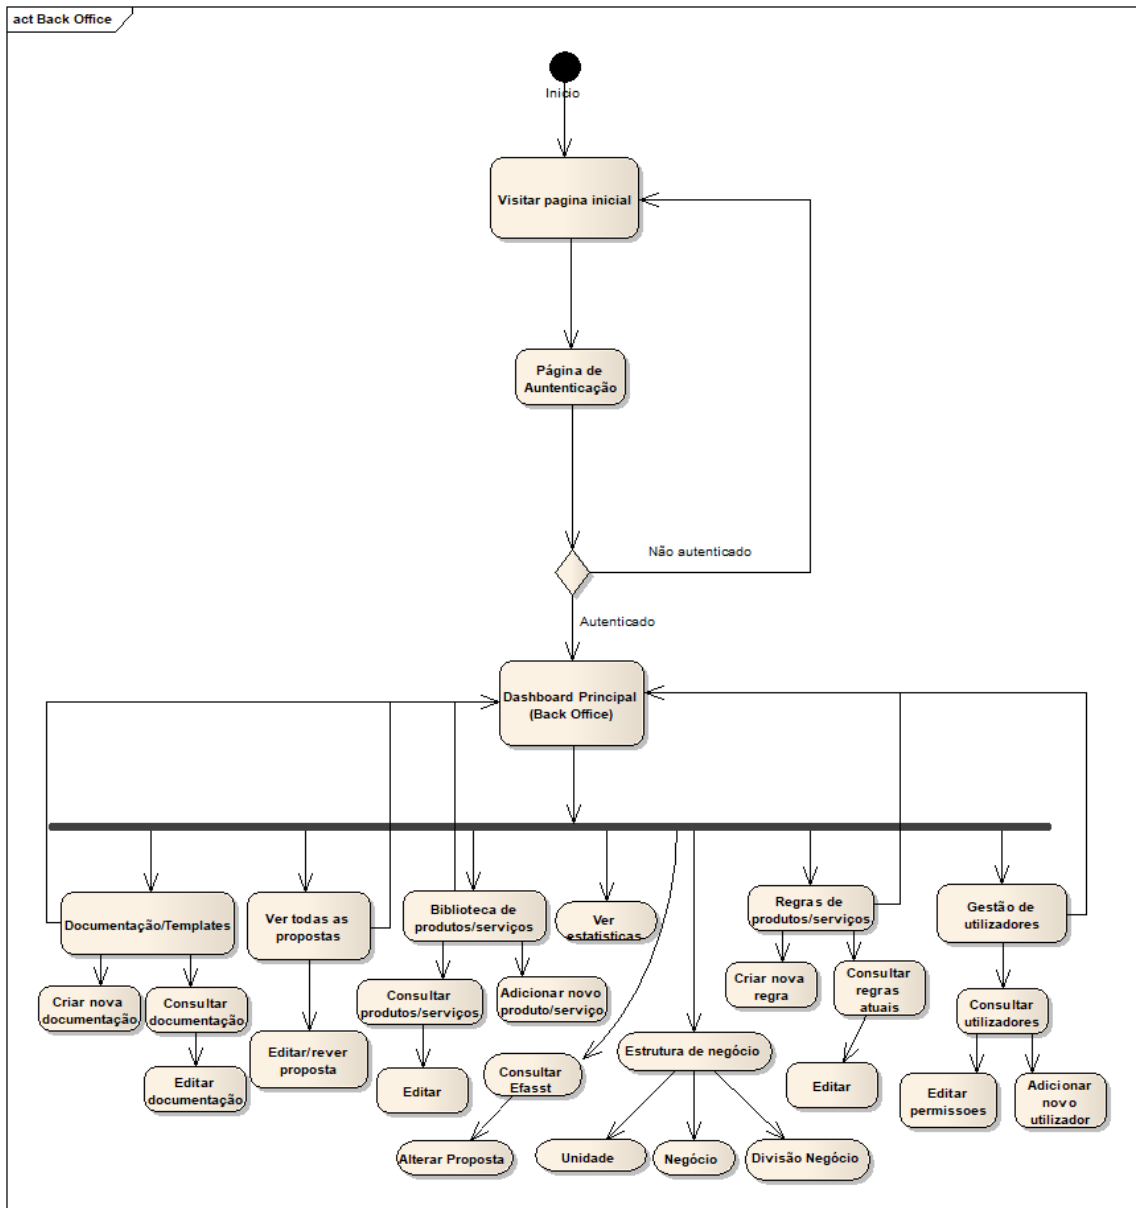 act Back Office
Inicio
Visitar pagina inicial
Página de
Auntenticação
Não autenticado
Autenticado
Dashboard Principal
(Back Office)
Documentação/Templates
Ver todas as
propostas
Biblioteca de
produtos/serviços
Ver
estatisticas
Regras de
produtos/serviços
Gestão de
utilizadores
Criar nova
documentação
Consultar
documentação
Editar
documentação
Editar/rever
proposta
Consultar
produtos/serviços
Adicionar novo
produto/serviço
Editar
Consultar
Efasst
Alterar Proposta
Estrutura de negócio
Unidade
Negócio
Divisão Negócio
Criar nova
regra
Consultar
regras
atuais
Editar
Consultar
utilizadores
Editar
permissoes
Adicionar
novo
utilizador